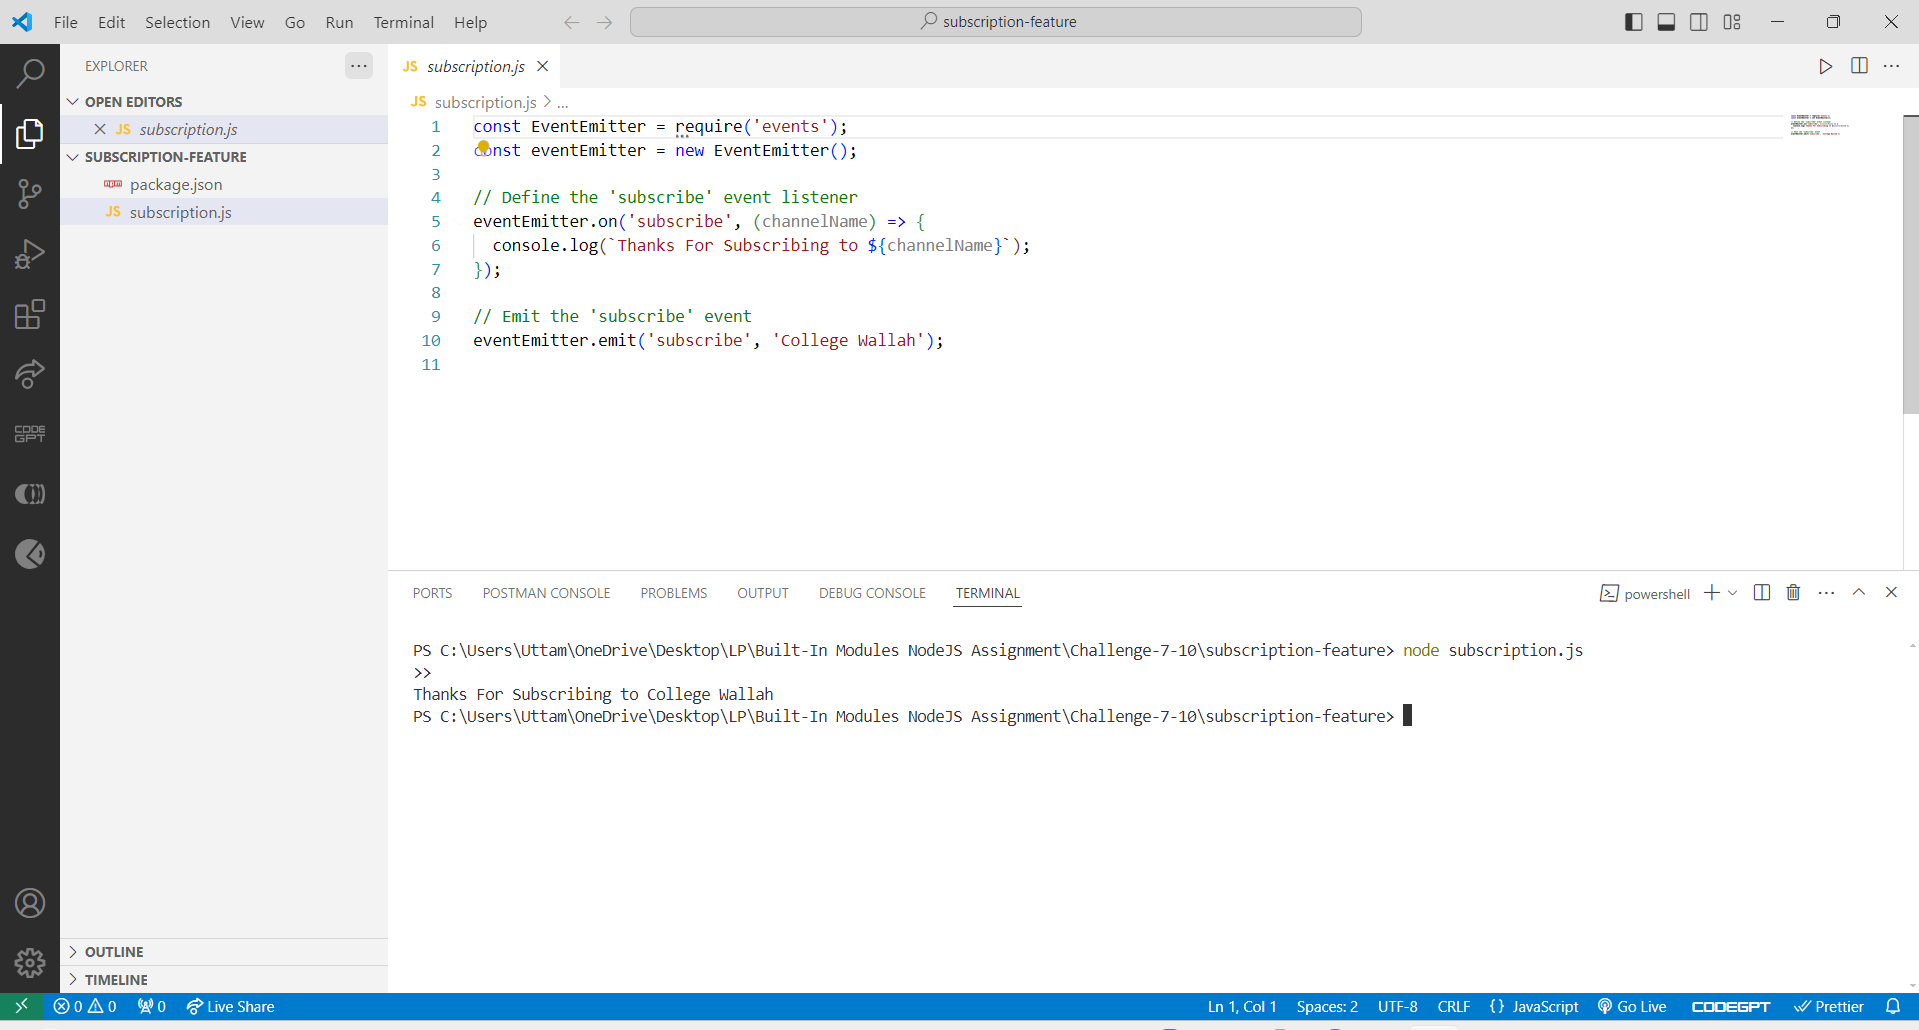 File Edit Selection View Go Run Terminal Help
subscription-feature
EXPLORER
OPEN EDITORS
JS subscription.js
SUBSCRIPTION-FEATURE
package.json
JS subscription.js
CODE
GPT
JS subscription.js
JS subscription.js > ...
1 const EventEmitter = require('events');
2 const eventEmitter = new EventEmitter();
3
4 // Define the 'subscribe' event listener
5 eventEmitter.on('subscribe', (channelName) => {
6 console.log(`Thanks For Subscribing to ${channelName}`);
7 });
8
9 // Emit the 'subscribe' event
10 eventEmitter.emit('subscribe', 'College Wallah');
11
PORTS POSTMAN CONSOLE PROBLEMS OUTPUT DEBUG CONSOLE TERMINAL
powershell
PS C:\Users\Uttam\OneDrive\Desktop\LP\Built-In Modules NodeJS Assignment\Challenge-7-10\subscription-feature> node subscription.js
>>
Thanks For Subscribing to College Wallah
PS C:\Users\Uttam\OneDrive\Desktop\LP\Built-In Modules NodeJS Assignment\Challenge-7-10\subscription-feature>
OUTLINE
TIMELINE
0 0 0 Live Share Ln 1, Col 1 Spaces: 2 UTF-8 CRLF {} JavaScript Go Live CODEGPT Prettier